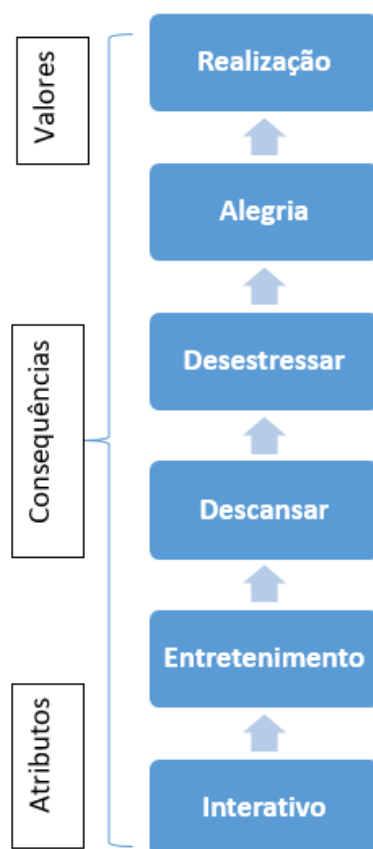 Valores
Realização
Alegria
Consequências
Desestressar
Descansar
Entretenimento
Atributos
Interativo